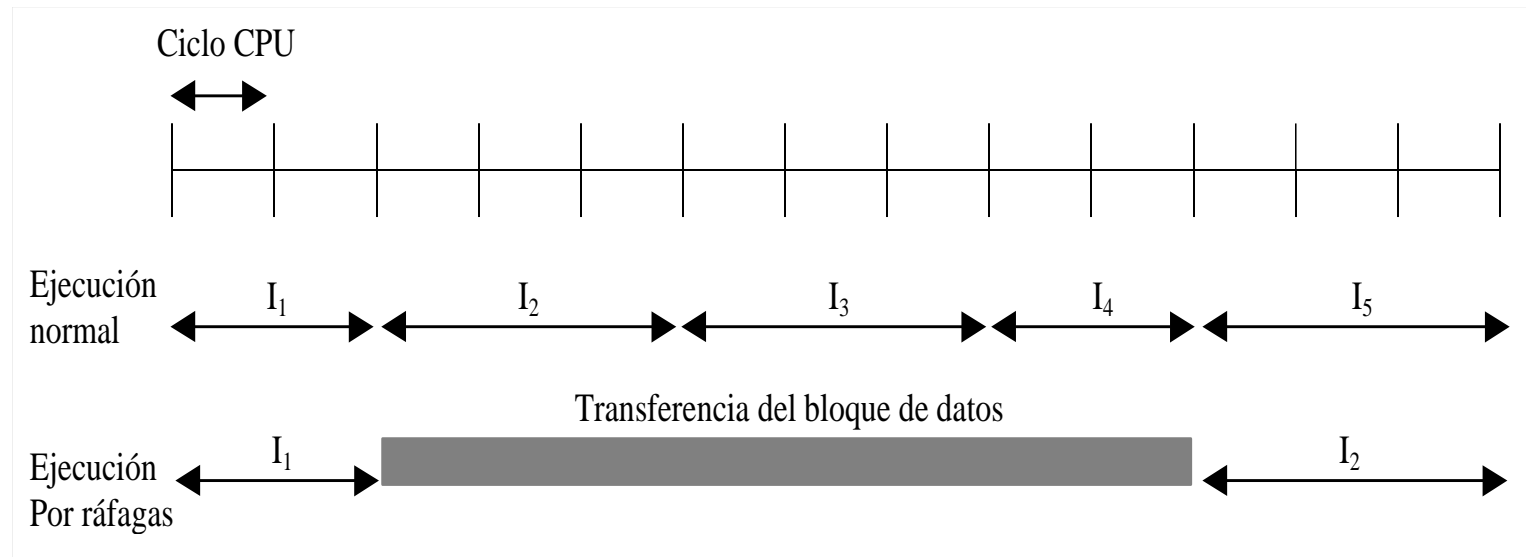 Ciclo CPU
Ejecución
normal
I₁
I₂
I₃
I₄
I₅
Transferencia del bloque de datos
Ejecución
Por ráfagas
I₁
I₂